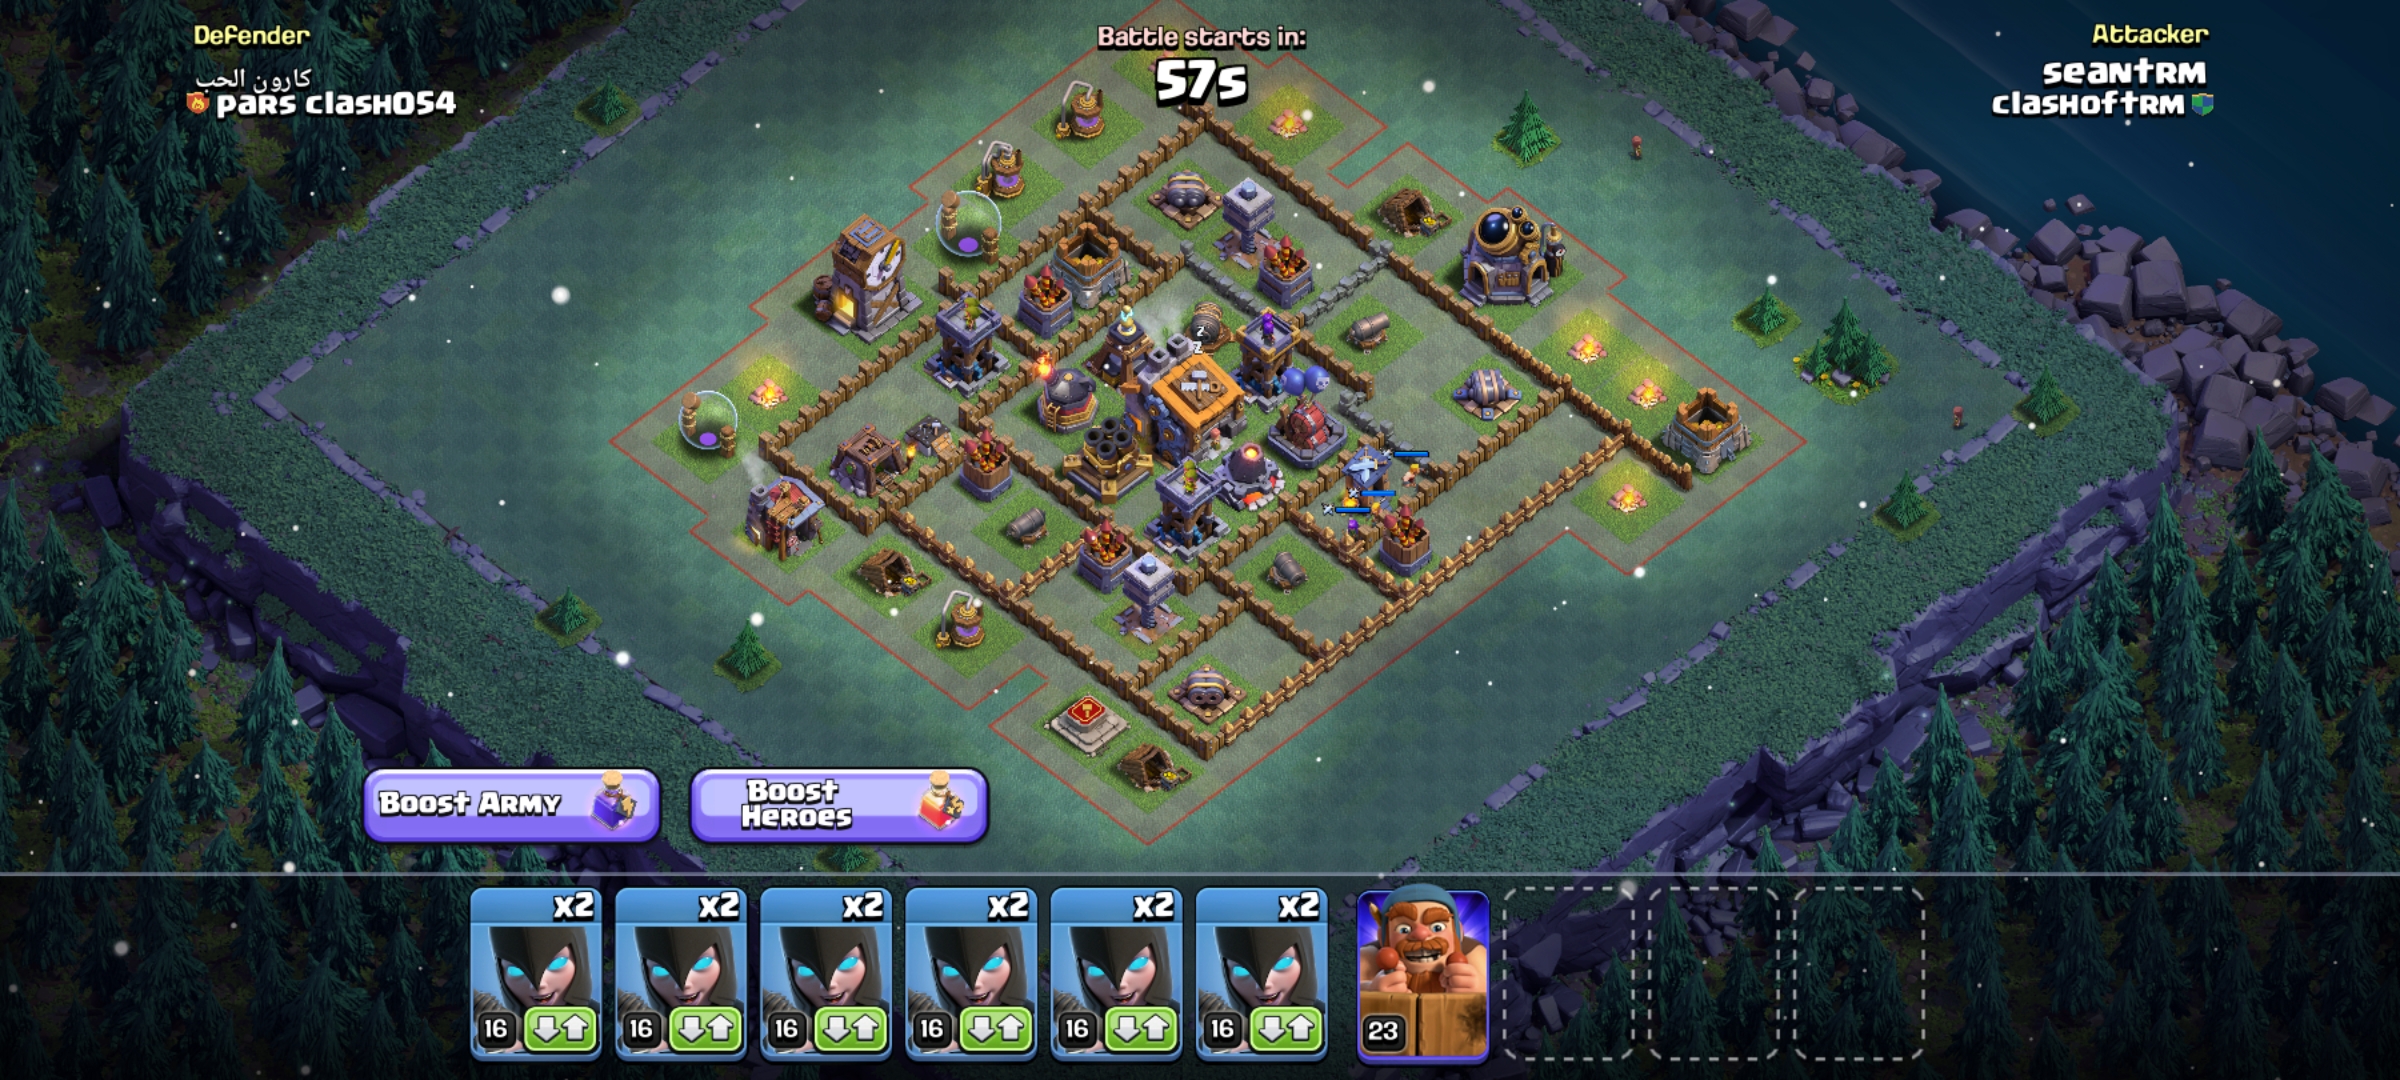 Defender
كارون الحب
pars clash054
Battle starts in:
57s
Attacker
seantrm
clashoftrm
z
z
Boost Army
Boost
Heroes
x2
x2
x2
x2
x2
x2
16
16
16
16
16
16
23